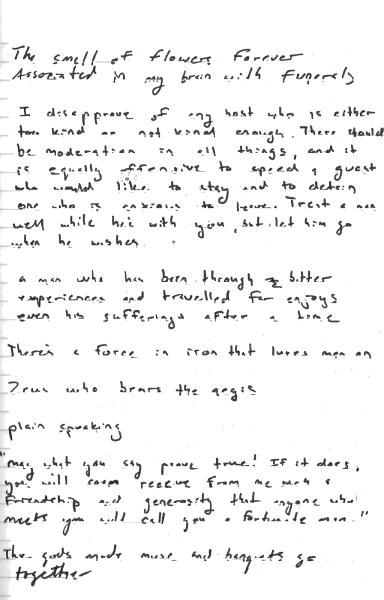 The smell of flowers Forever
Associated in my brain with Funerals
I disapprove of any host who is either
too kind or not kind enough. There should
be moderation in all things, and it
is equally offensive to speed a guest
who would like to stay and to detain
one who is anxious to leave. Treat a man
well while he's with you, but let him go
when he wishes.
a man who has been through bitter
experiences and travelled far enjoys
even his sufferings after a time
There's a force in iron that lures men on
Zeus who bears the aegis
plain speaking
"may what you say prove true! If it does,
you will soon receive from me such a
Friendship and generosity that anyone who
meets you will call you a fortunate man."
The gods made music and banquets go
together